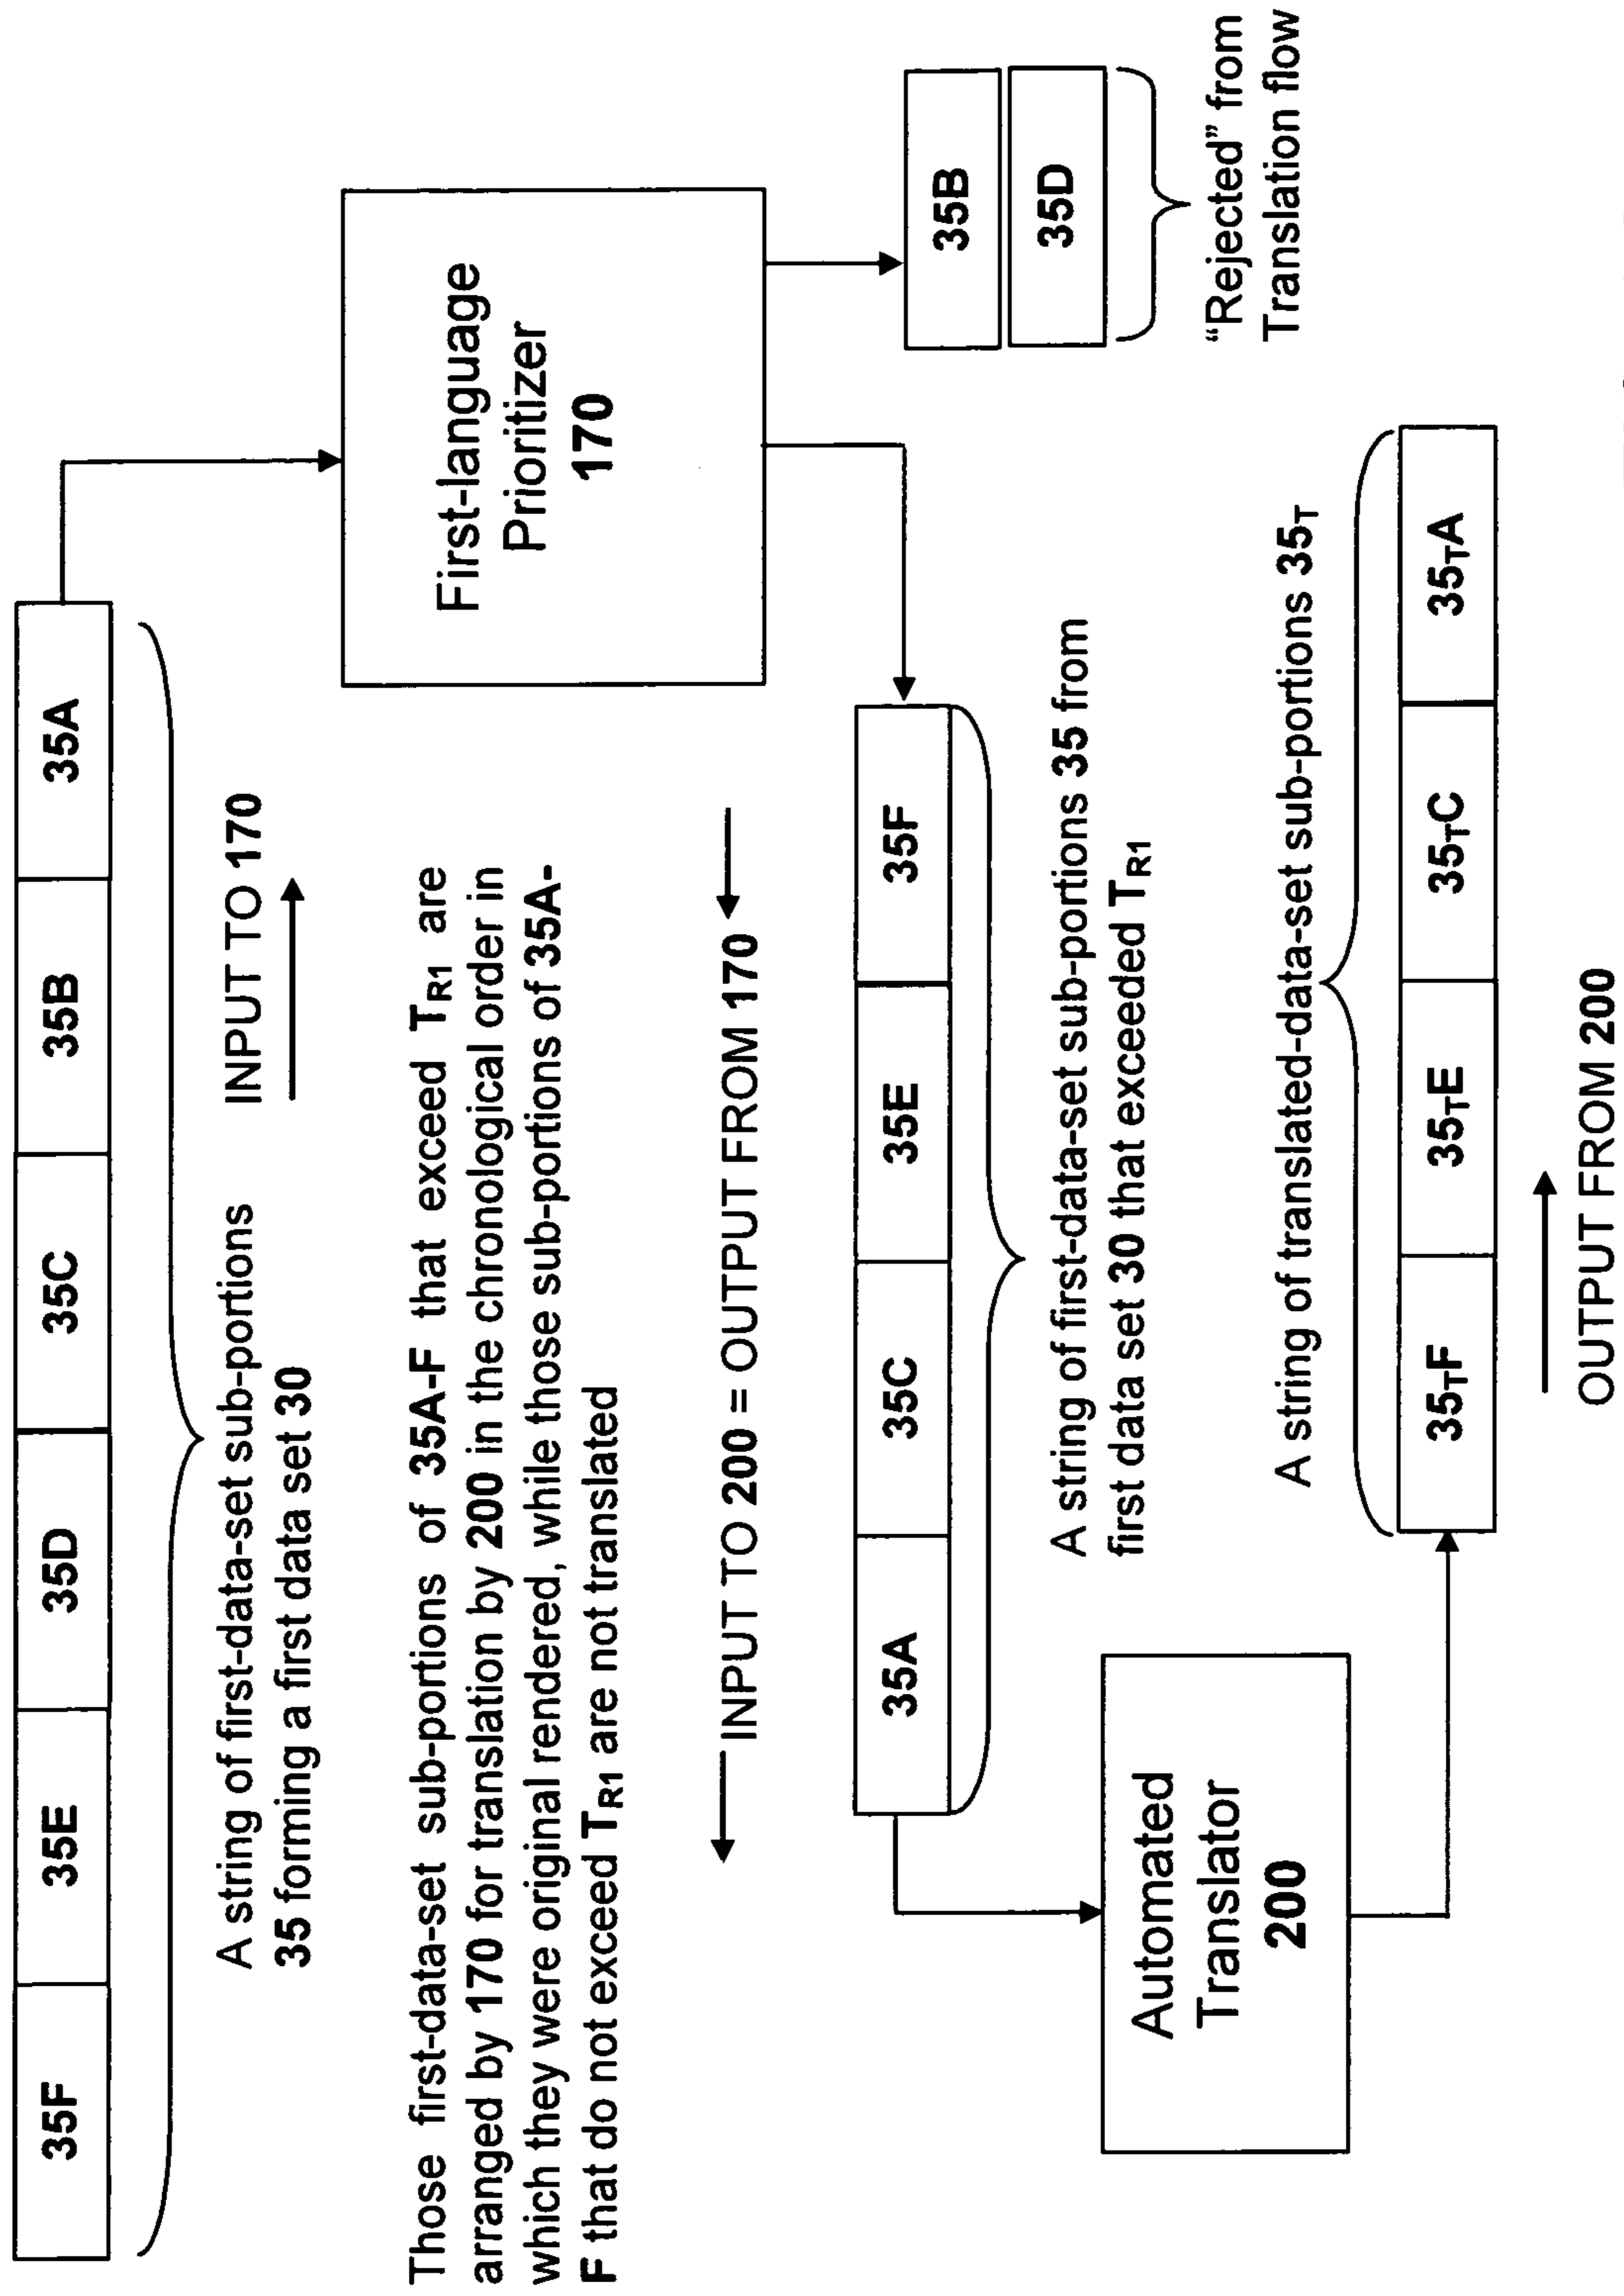 35F 35E 35D 35C 35B 35A
A string of first-data-set sub-portions
35 forming a first data set 30
INPUT TO 170
First-language
Prioritizer
170
Those first-data-set sub-portions of 35A-F that exceed TR1 are
arranged by 170 for translation by 200 in the chronological order in
which they were original rendered, while those sub-portions of 35A-
F that do not exceed TR1 are not translated
INPUT TO 200 = OUTPUT FROM 170
35A 35C 35E 35F
35B
35D
"Rejected" from
Translation flow
A string of first-data-set sub-portions 35 from
first data set 30 that exceeded TR1
Automated
Translator
200
A string of translated-data-set sub-portions 35T
35TF 35TE 35TC 35TA
OUTPUT FROM 200